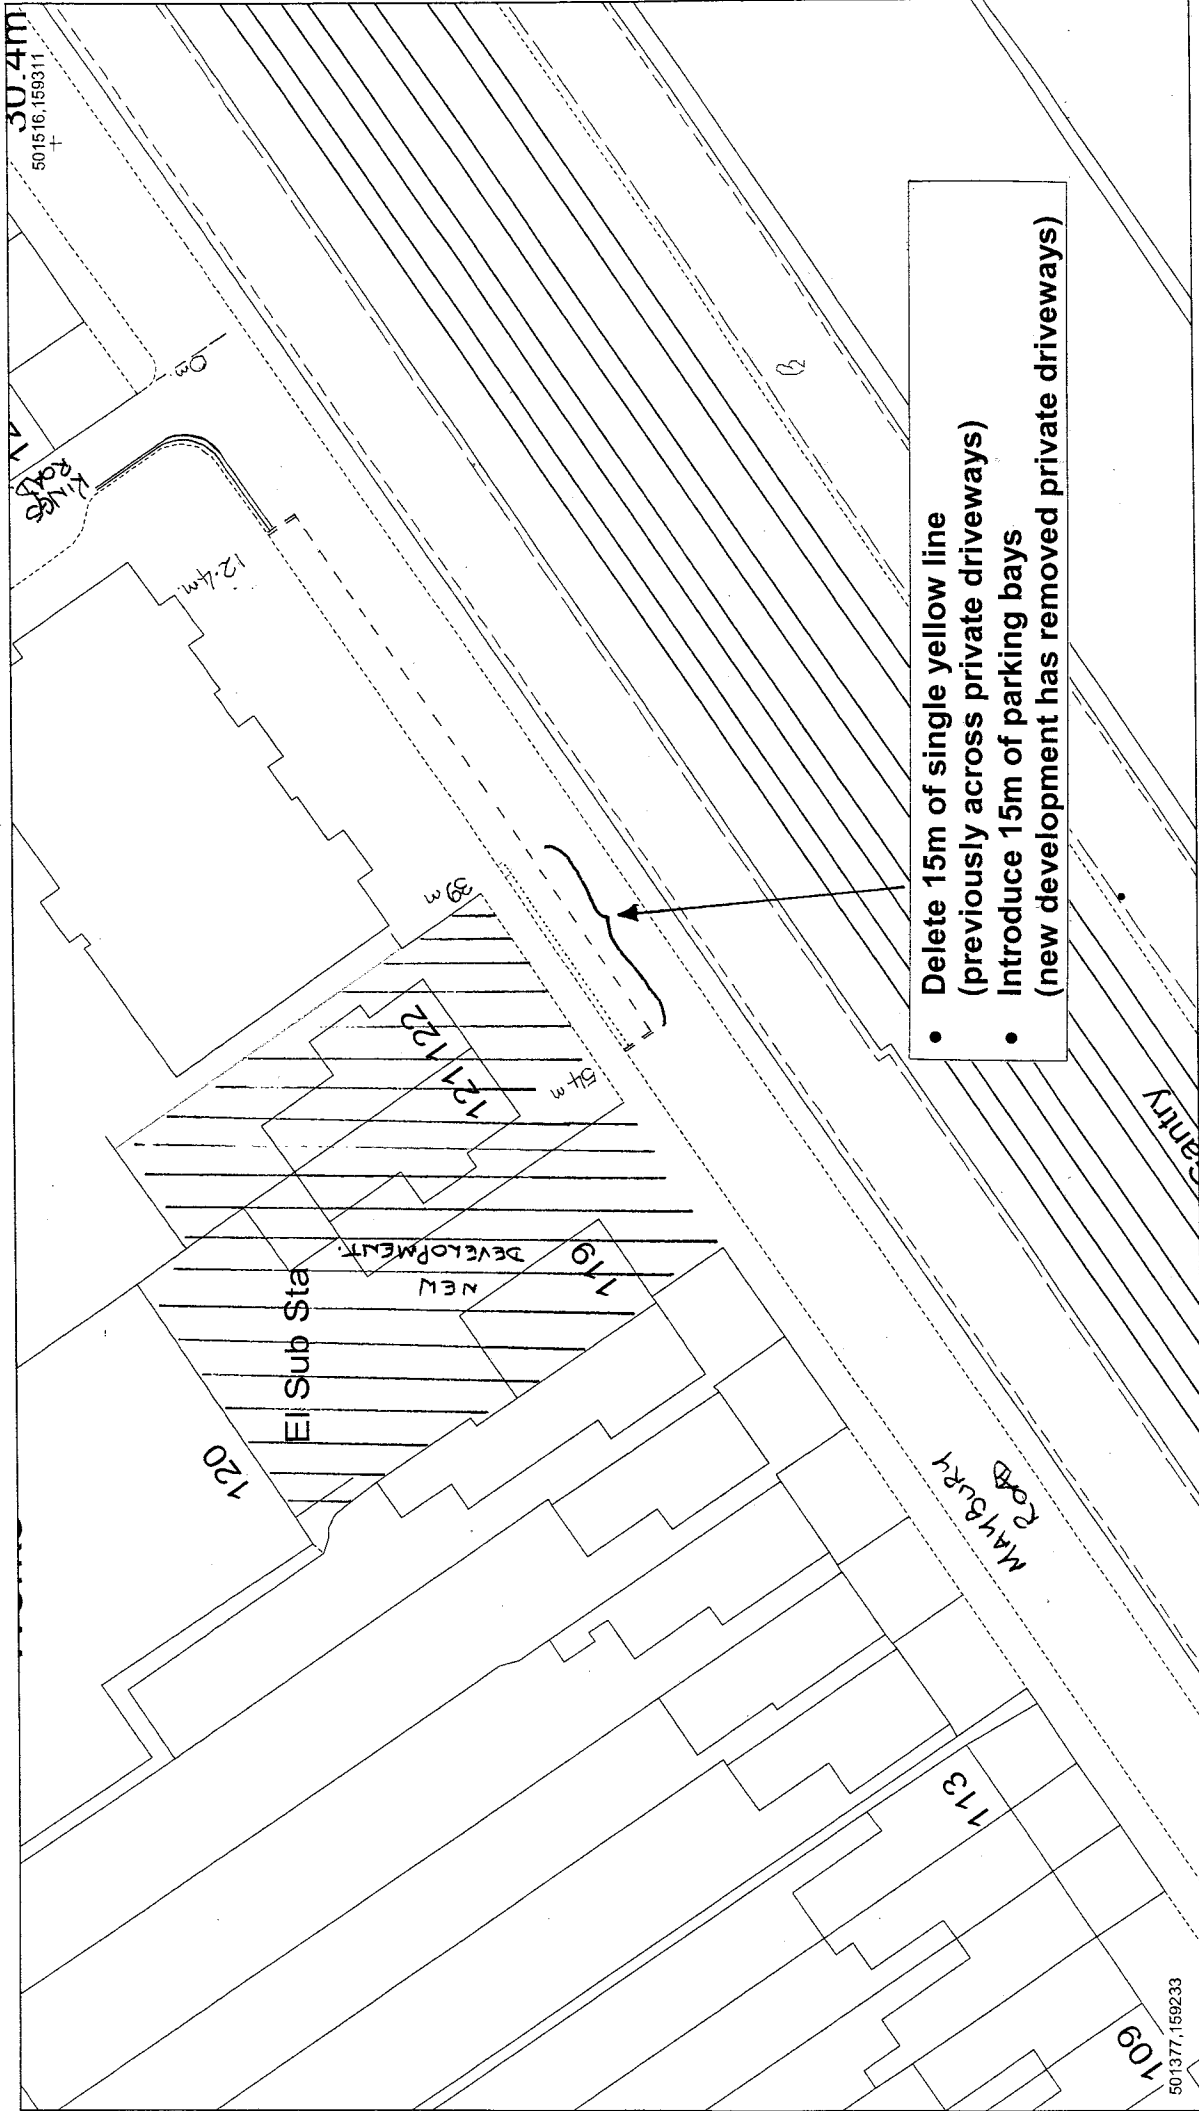 30.4m
501516,159311
KINGS
ROAD
0m
12.4m
39m
54m
122
121
119
120
El Sub Sta
NEW
DEVELOPMENT.
• Delete 15m of single yellow line
(previously across private driveways)
• Introduce 15m of parking bays
(new development has removed private driveways)
MAYBURY
ROAD
113
109
501377,159233